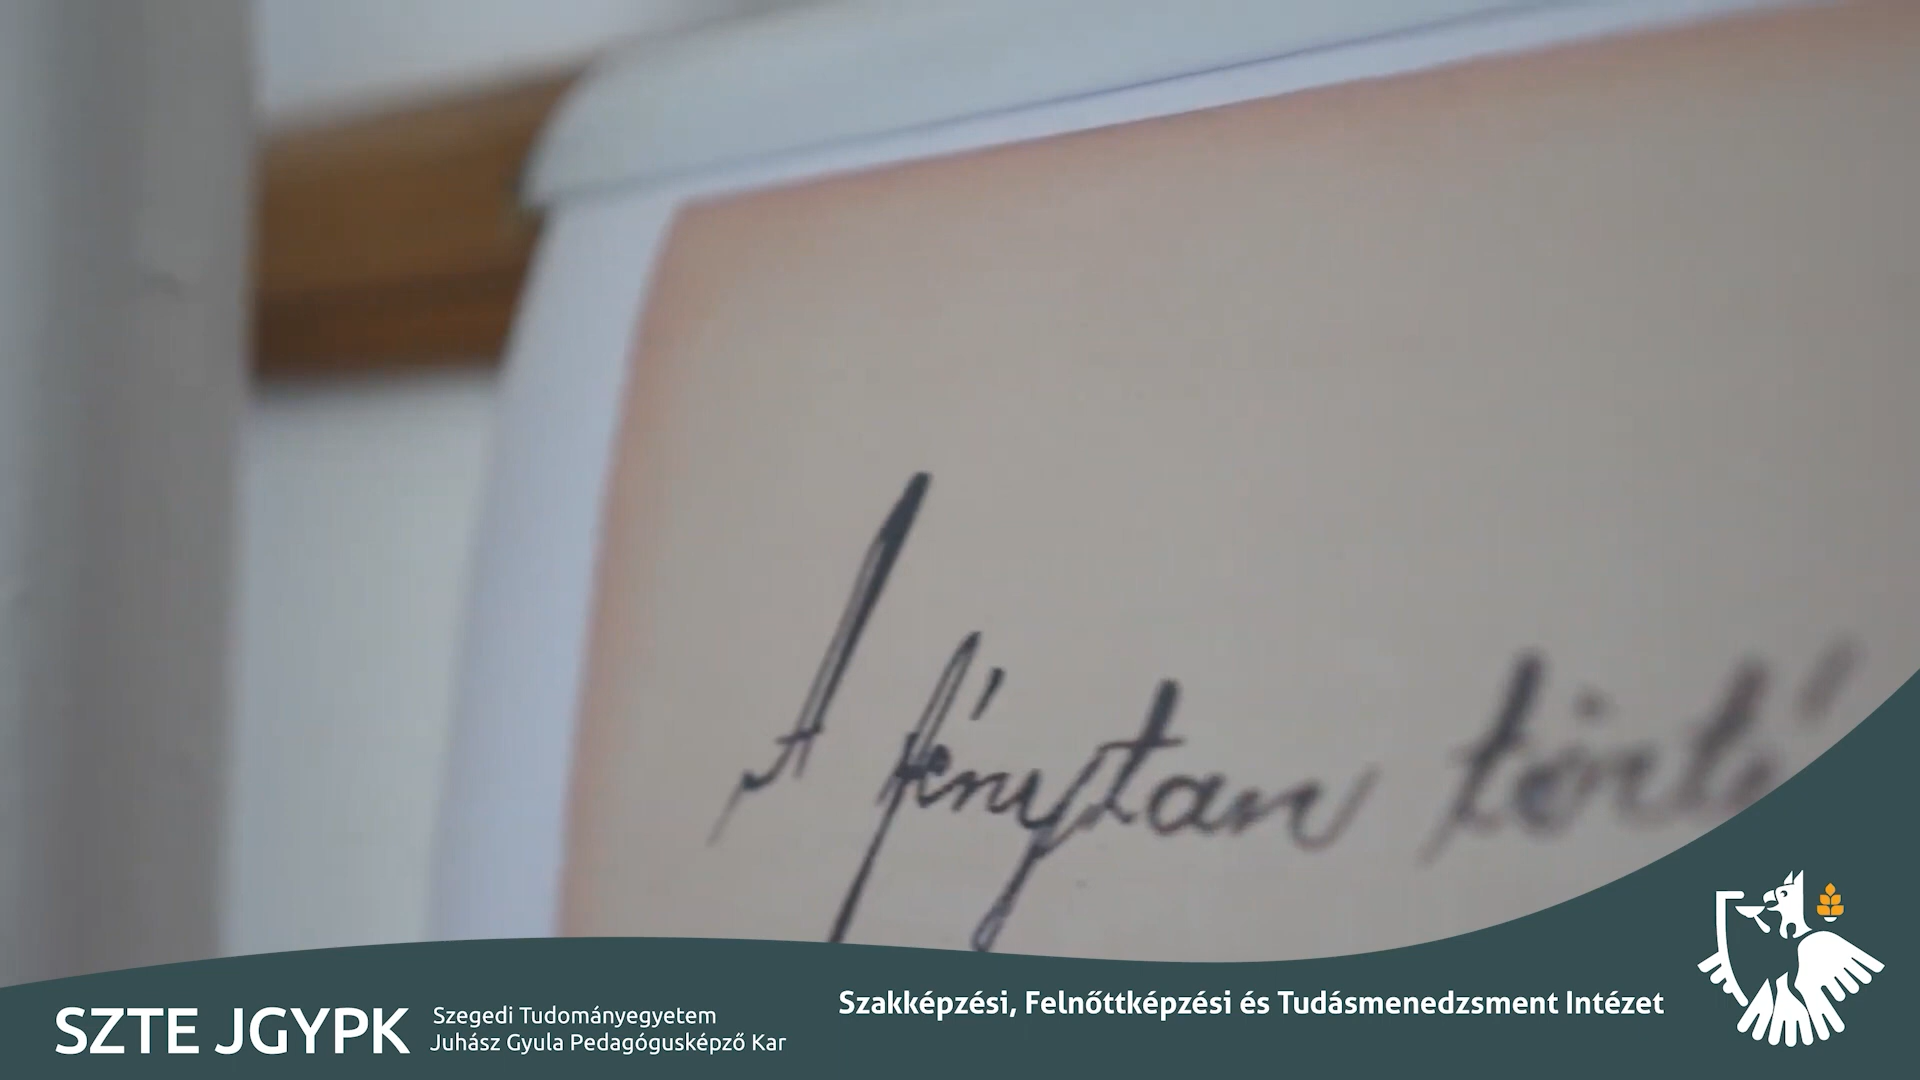 A fénytan
SZTE JGYPK
Szegedi Tudományegyetem
Juhász Gyula Pedagógusképző Kar
Szakképzési, Felnőttképzési és Tudásmenedzsment Intézet